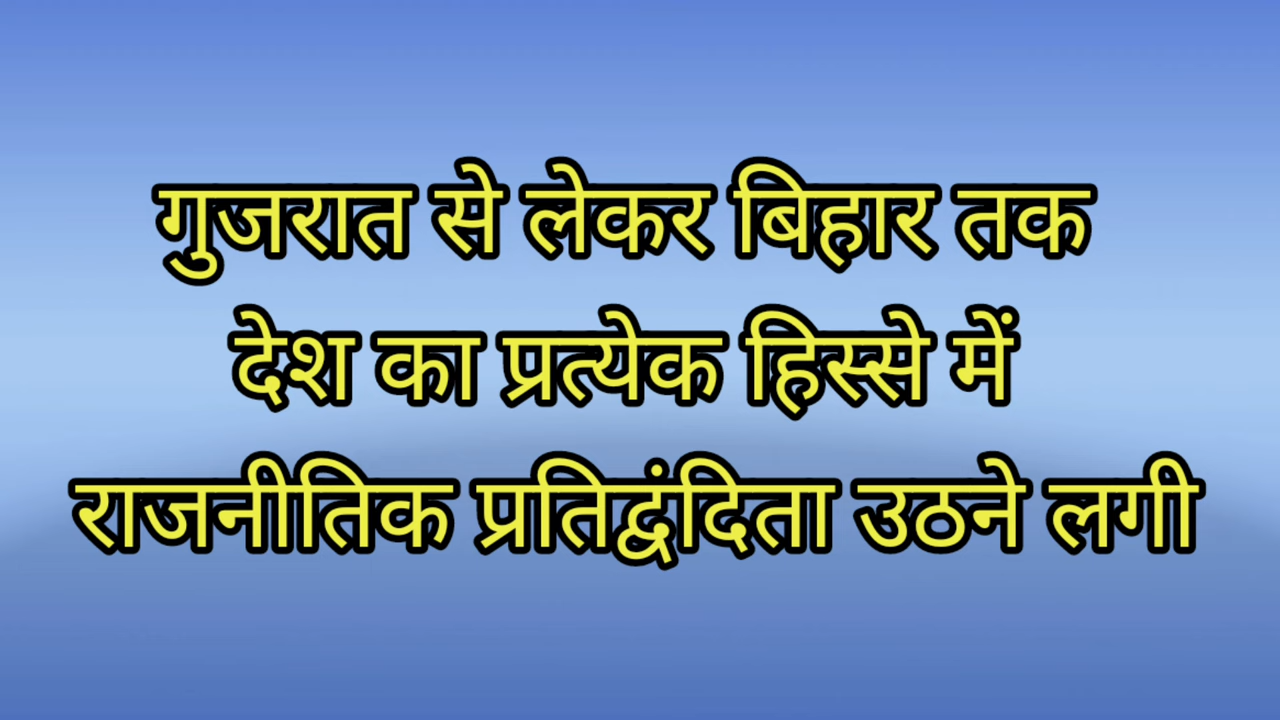 गुजरात से लेकर बिहार तक
देश का प्रत्येक हिस्से में
राजनीतिक प्रतिद्वंदिता उठने लगी